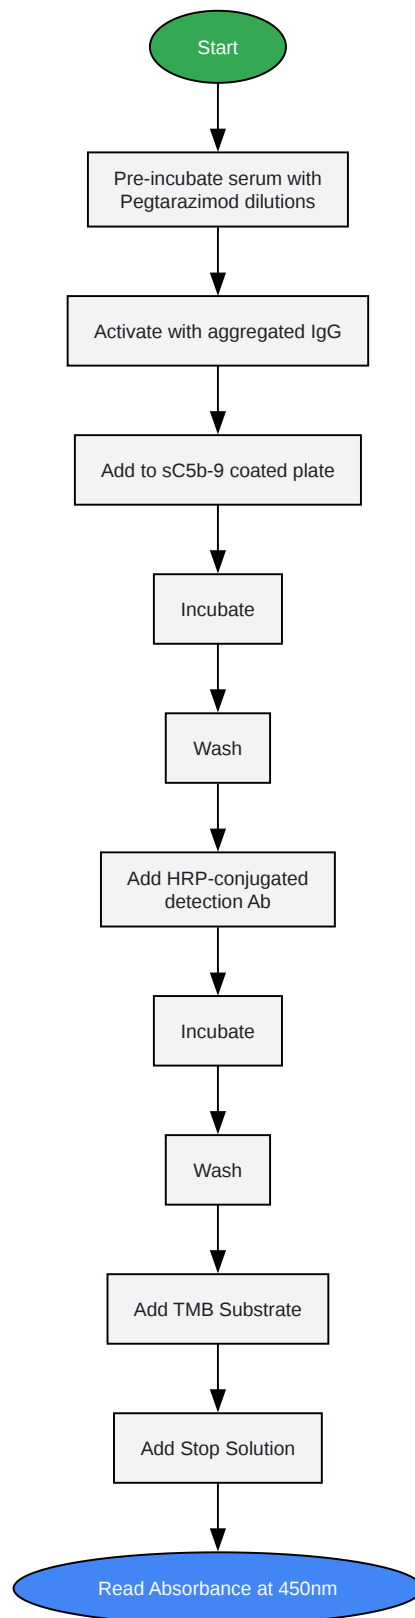 Start
Pre-incubate serum with
Pegtarazimod dilutions
Activate with aggregated IgG
Add to sC5b-9 coated plate
Incubate
Wash
Add HRP-conjugated
detection Ab
Incubate
Wash
Add TMB Substrate
Add Stop Solution
Read Absorbance at 450nm